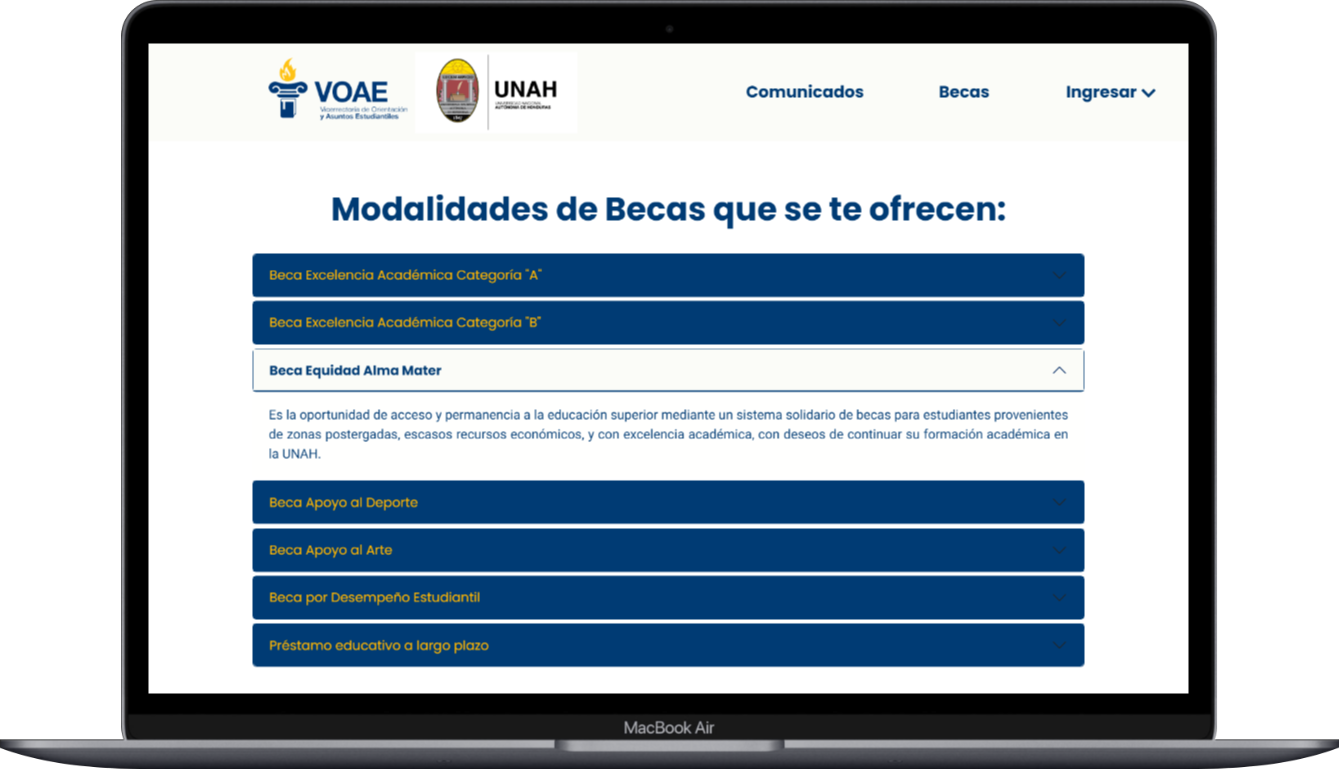 VOAE
Vicerrectoría de Orientación
y Asuntos Estudiantiles
UNAH
UNIVERSIDAD NACIONAL
AUTÓNOMA DE HONDURAS
Comunicados
Becas
Ingresar
Modalidades de Becas que se te ofrecen:
Beca Excelencia Académica Categoría "A"
Beca Excelencia Académica Categoría "B"
Beca Equidad Alma Mater
Es la oportunidad de acceso y permanencia a la educación superior mediante un sistema solidario de becas para estudiantes provenientes
de zonas postergadas, escasos recursos económicos, y con excelencia académica, con deseos de continuar su formación académica en
la UNAH.
Beca Apoyo al Deporte
Beca Apoyo al Arte
Beca por Desempeño Estudiantil
Préstamo educativo a largo plazo
MacBook Air